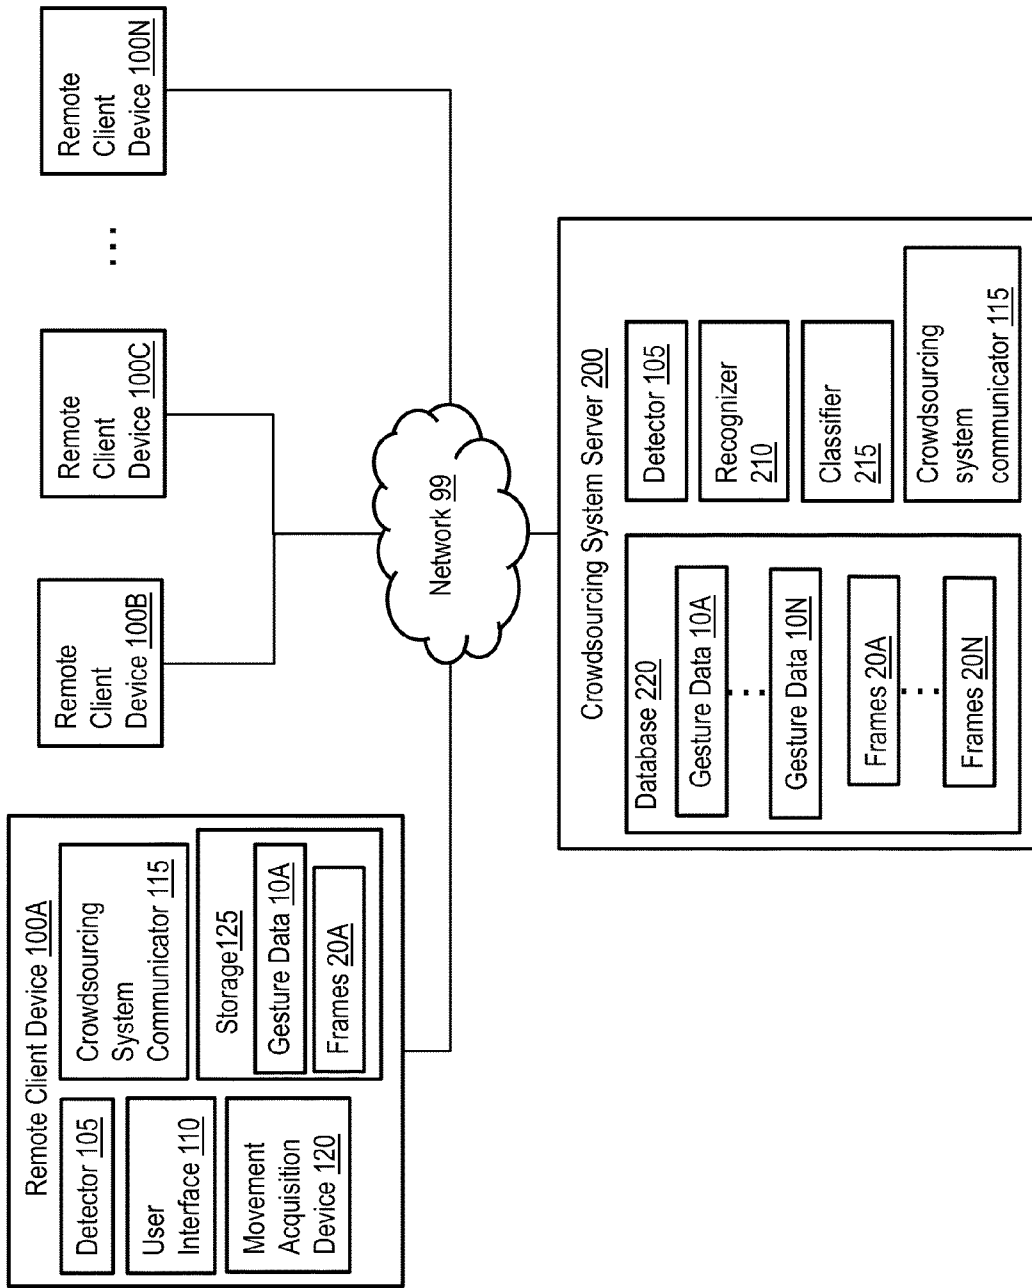 Remote Client Device 100A
Detector 105
User
Interface 110
Movement
Acquisition
Device 120
Crowdsourcing
System
Communicator 115
Storage125
Gesture Data 10A
Frames 20A
Remote
Client
Device 100B
Remote
Client
Device 100C
...
Remote
Client
Device 100N
Network 99
Crowdsourcing System Server 200
Database 220
Gesture Data 10A
...
Gesture Data 10N
Frames 20A
...
Frames 20N
Detector 105
Recognizer
210
Classifier
215
Crowdsourcing
system
communicator 115